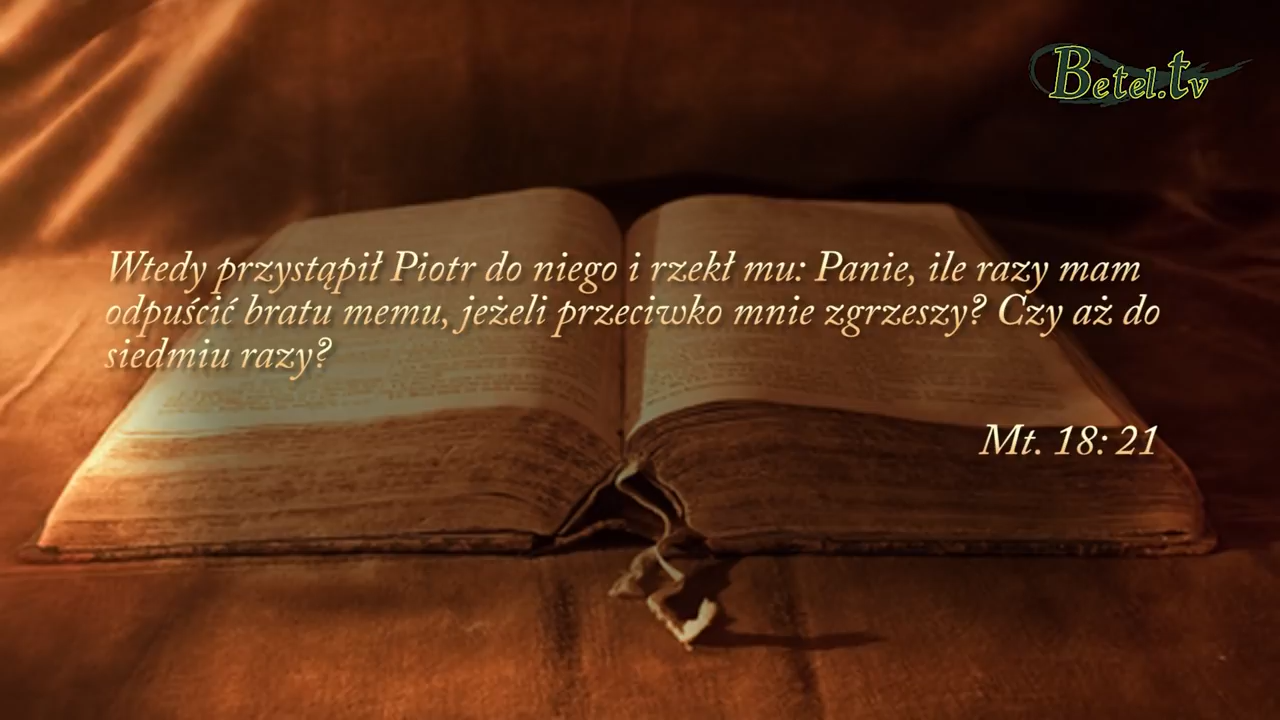 Betel.tv
Wtedy przystąpił Piotr do niego i rzekł mu: Panie, ile razy mam
odpuścić bratu memu, jeżeli przeciwko mnie zgrzeszy? Czy aż do
siedmiu razy?
Mt. 18: 21